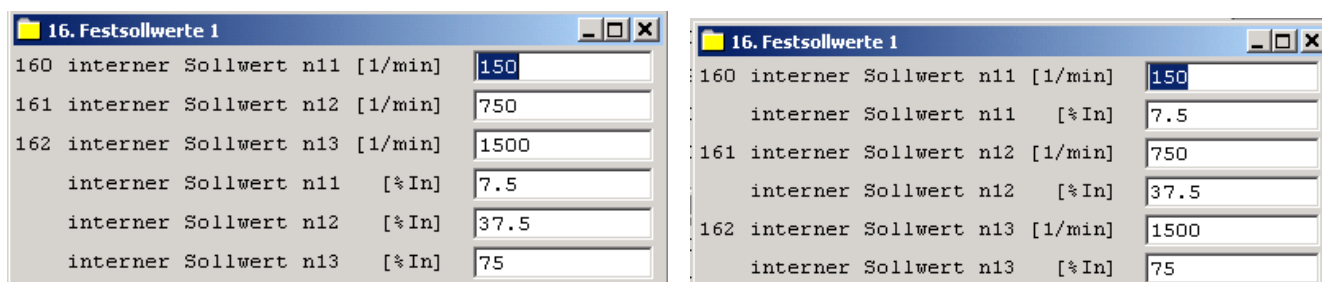 16. Festsollwerte 1
160 interner Sollwert n11 [1/min] 150
161 interner Sollwert n12 [1/min] 750
162 interner Sollwert n13 [1/min] 1500
interner Sollwert n11 [%In] 7.5
interner Sollwert n12 [%In] 37.5
interner Sollwert n13 [%In] 75
16. Festsollwerte 1
160 interner Sollwert n11 [1/min] 150
interner Sollwert n11 [%In] 7.5
161 interner Sollwert n12 [1/min] 750
interner Sollwert n12 [%In] 37.5
162 interner Sollwert n13 [1/min] 1500
interner Sollwert n13 [%In] 75